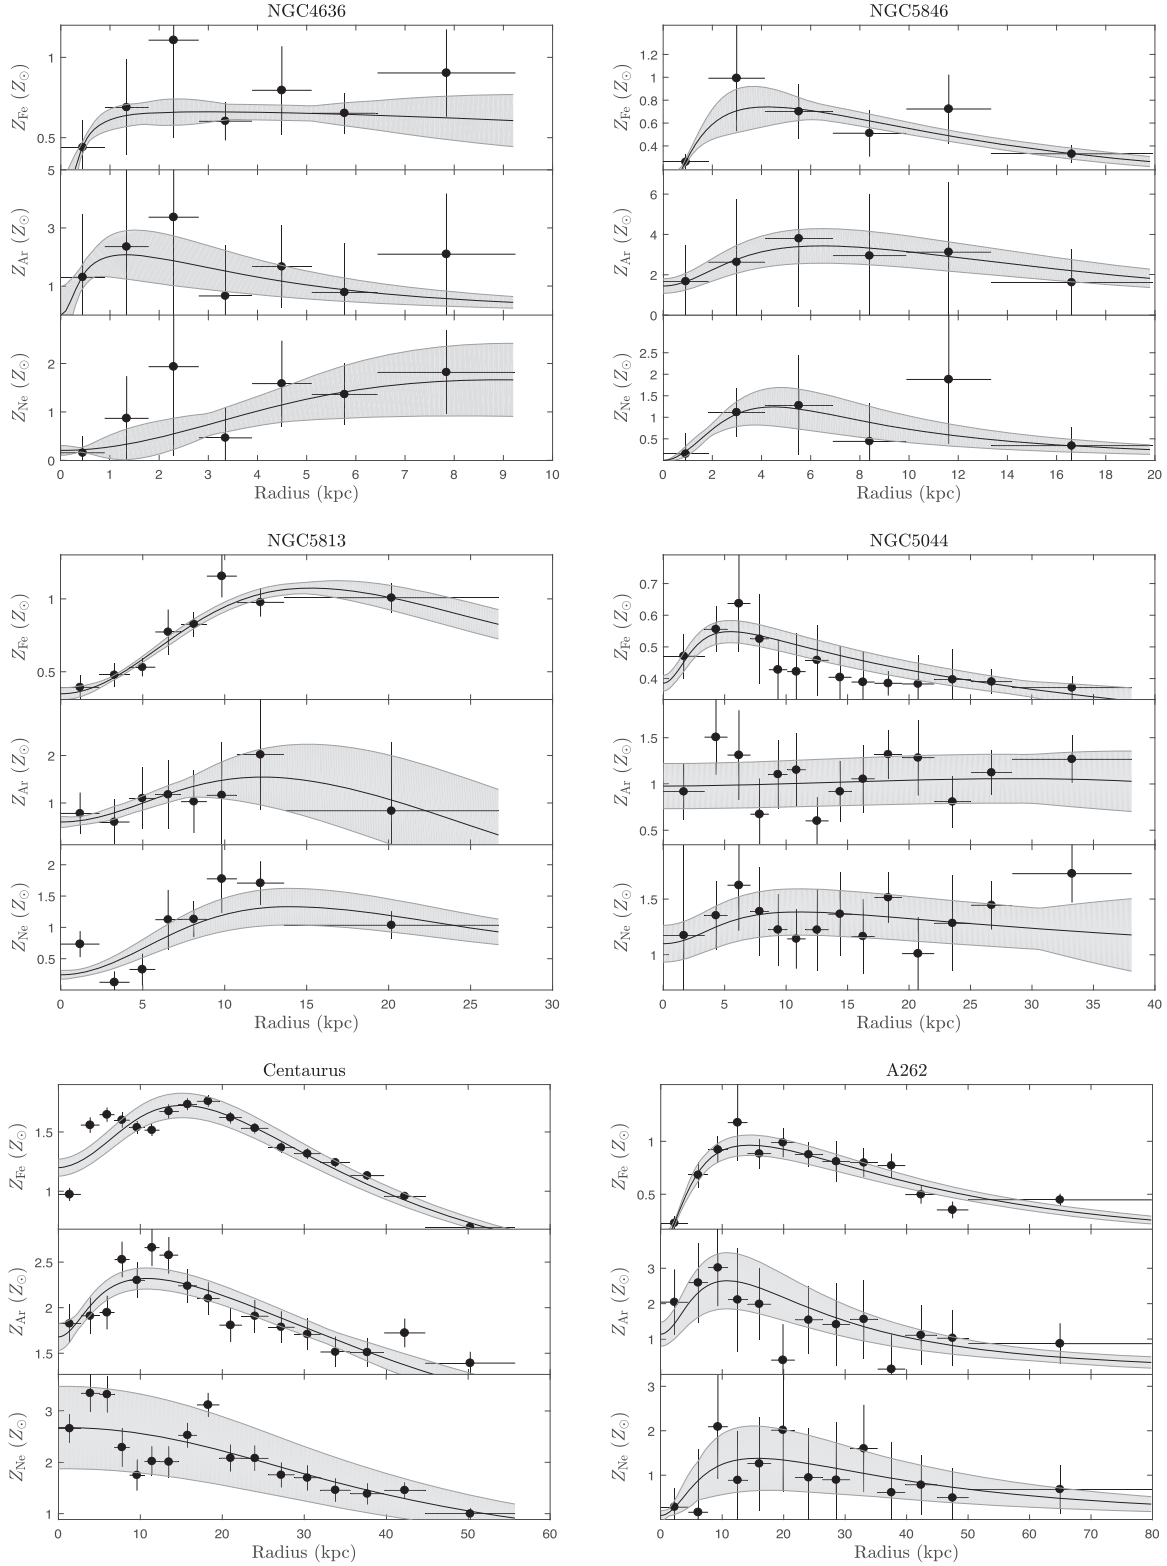 NGC4636
Z_Fe (Z_⊙)
1
0.5
Z_Ar (Z_⊙)
5
3
1
Z_Ne (Z_⊙)
2
1
0
0 1 2 3 4 5 6 7 8 9 10
Radius (kpc)
NGC5846
Z_Fe (Z_⊙)
1.2
1
0.8
0.6
0.4
Z_Ar (Z_⊙)
6
4
2
0
Z_Ne (Z_⊙)
2.5
2
1.5
1
0.5
0 2 4 6 8 10 12 14 16 18 20
Radius (kpc)
NGC5813
Z_Fe (Z_⊙)
1
0.5
Z_Ar (Z_⊙)
2
1
Z_Ne (Z_⊙)
2
1.5
1
0.5
0 5 10 15 20 25 30
Radius (kpc)
NGC5044
Z_Fe (Z_⊙)
0.7
0.6
0.5
0.4
Z_Ar (Z_⊙)
1.5
1
0.5
Z_Ne (Z_⊙)
1.5
1
0 5 10 15 20 25 30 35 40
Radius (kpc)
Centaurus
Z_Fe (Z_⊙)
1.5
1
Z_Ar (Z_⊙)
2.5
2
1.5
Z_Ne (Z_⊙)
3
2
1
0 10 20 30 40 50 60
Radius (kpc)
A262
Z_Fe (Z_⊙)
1
0.5
Z_Ar (Z_⊙)
3
2
1
Z_Ne (Z_⊙)
3
2
1
0 10 20 30 40 50 60 70 80
Radius (kpc)